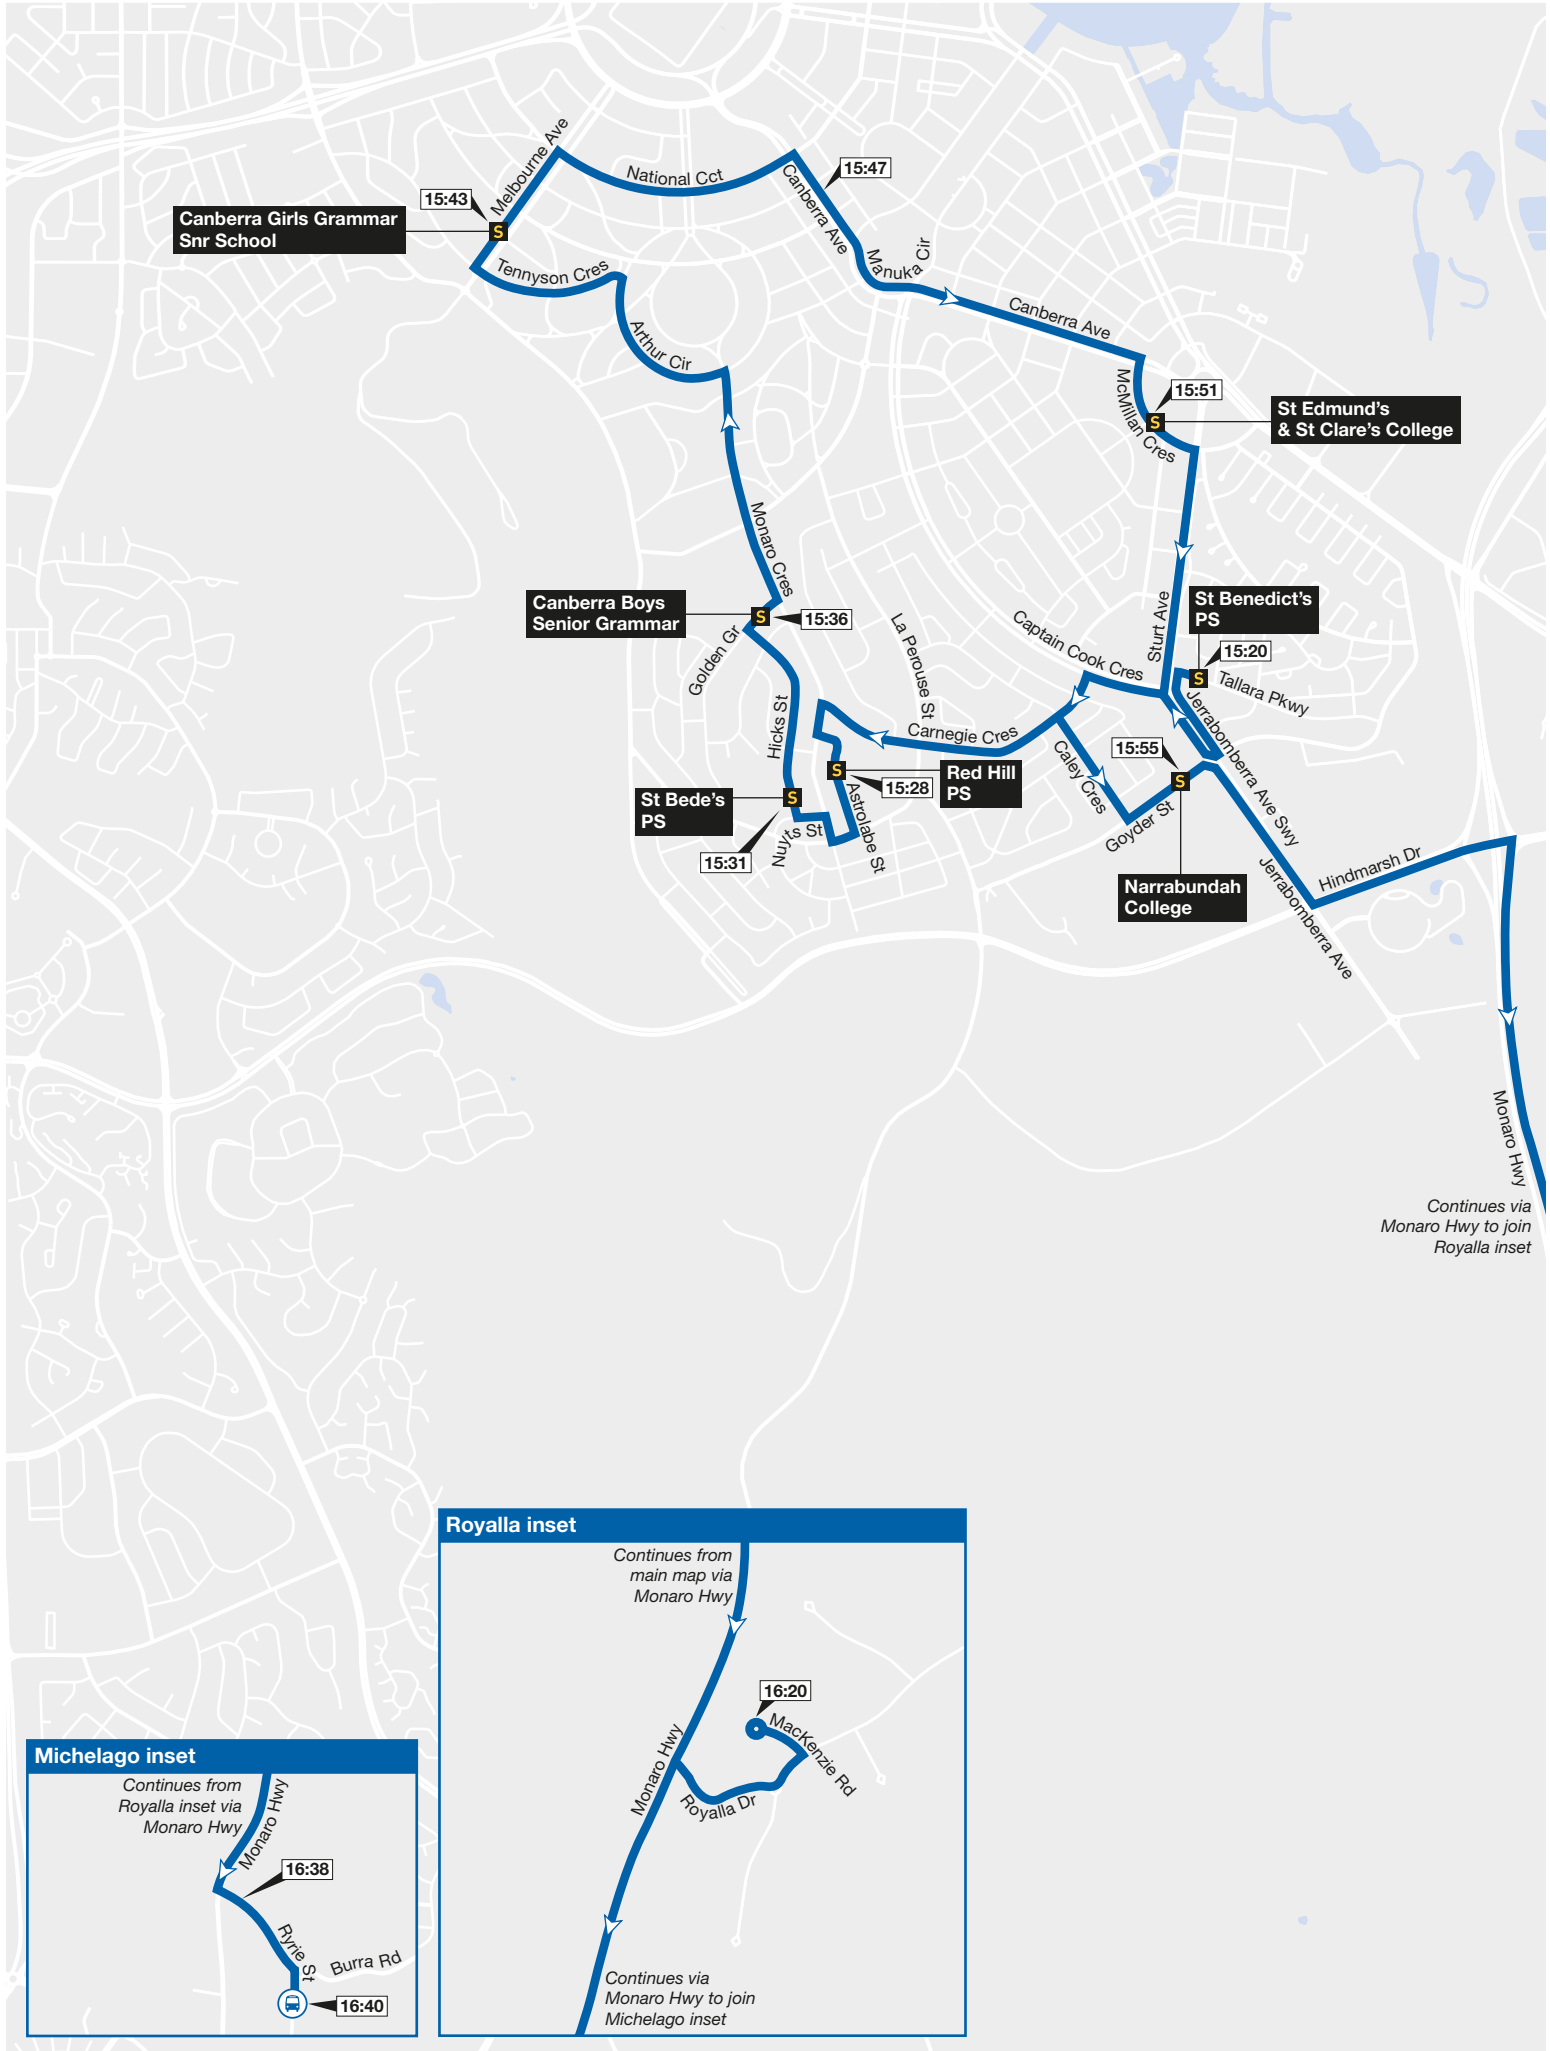 Melbourne Ave
National Cct
15:47
15:43
Canberra Girls Grammar
Snr School
S
Canberra Ave
Manuka Cir
Tennyson Cres
Arthur Cir
Canberra Ave
McMillan Cres
15:51
S
St Edmund's
& St Clare's College
Monaro Cres
Canberra Boys
Senior Grammar
S
15:36
Golden Gr
La Perouse St
Captain Cook Cres
Sturt Ave
St Benedict's
PS
15:20
S
Tallara Pkwy
Hicks St
Carnegie Cres
Jerrabomberra Ave Swy
15:55
Caley Cres
S
Red Hill
PS
S
15:28
St Bede's
PS
S
Astrolabe St
Nuyts St
15:31
Goyder St
Narrabundah
College
Hindmarsh Dr
Jerrabomberra Ave
Monaro Hwy
Continues via
Monaro Hwy to join
Royalla inset
Royalla inset
Continues from
main map via
Monaro Hwy
16:20
MacKenzie Rd
Monaro Hwy
Royalla Dr
Continues via
Monaro Hwy to join
Michelago inset
Michelago inset
Continues from
Royalla inset via
Monaro Hwy
Monaro Hwy
16:38
Ryrie St
Burra Rd
16:40